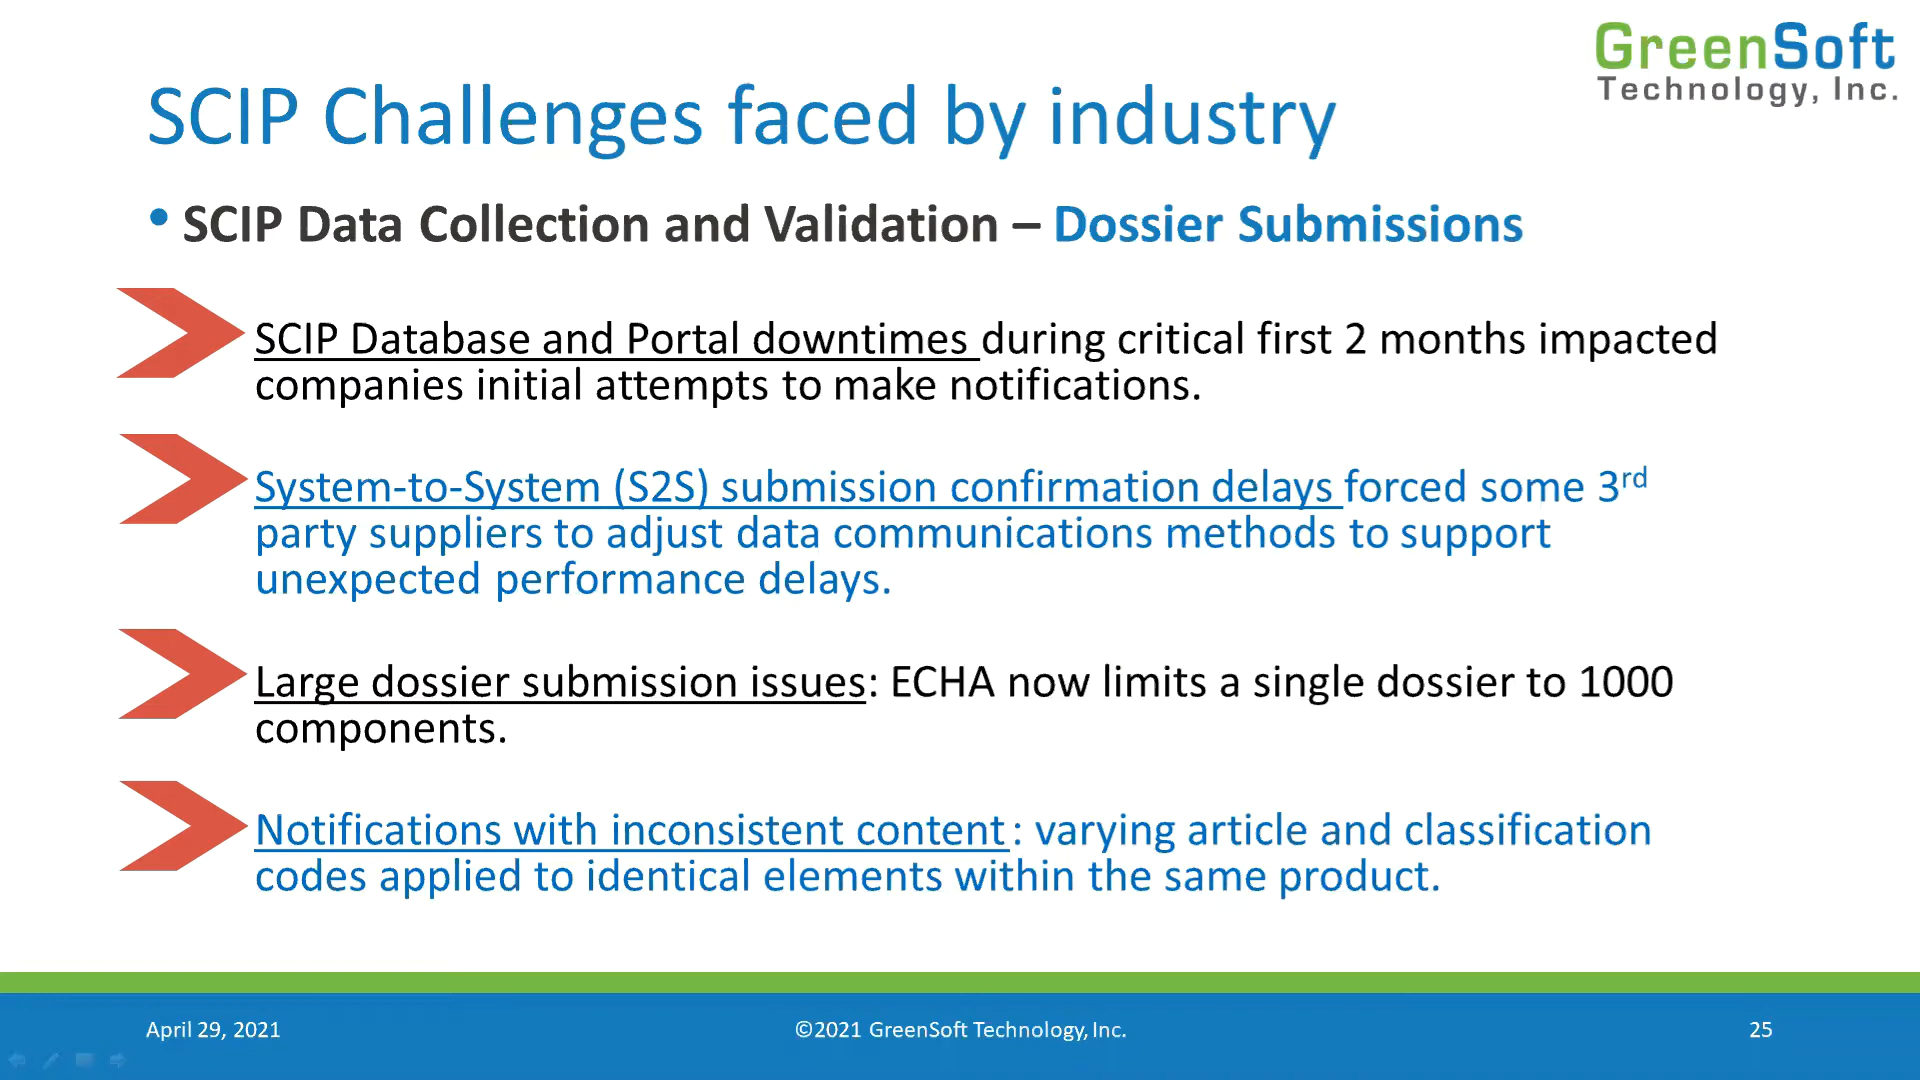 GreenSoft
Technology, Inc.
SCIP Challenges faced by industry
• SCIP Data Collection and Validation – Dossier Submissions
SCIP Database and Portal downtimes during critical first 2 months impacted
companies initial attempts to make notifications.
System-to-System (S2S) submission confirmation delays forced some 3rd
party suppliers to adjust data communications methods to support
unexpected performance delays.
Large dossier submission issues: ECHA now limits a single dossier to 1000
components.
Notifications with inconsistent content: varying article and classification
codes applied to identical elements within the same product.
April 29, 2021
©2021 GreenSoft Technology, Inc.
25